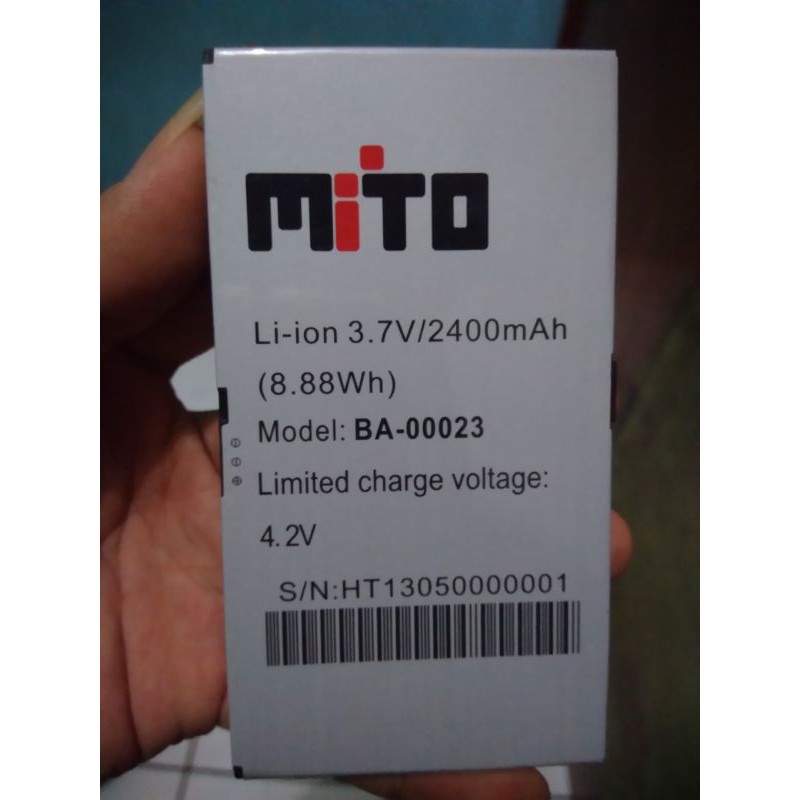 MiTO
Li-ion 3.7V/2400mAh
(8.88Wh)
Model: BA-00023
Limited charge voltage:
4.2V
S/N:HT13050000001